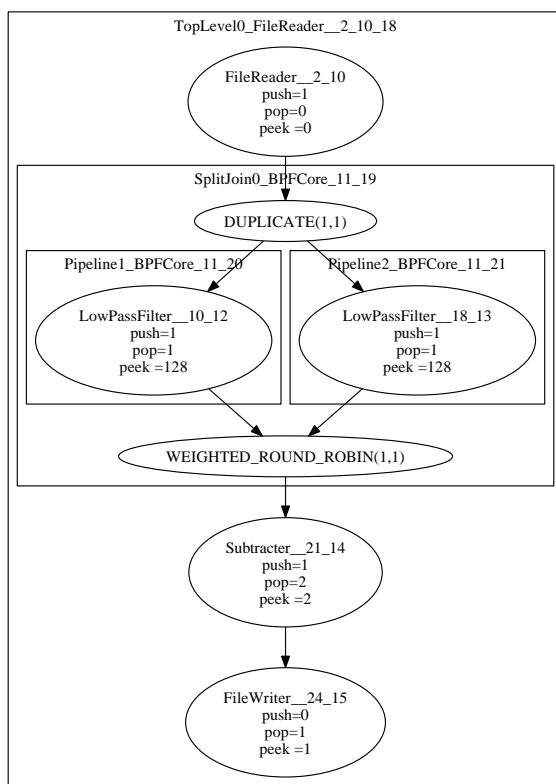 TopLevel0_FileReader__2_10_18
FileReader__2_10
push=1
pop=0
peek =0
SplitJoin0_BPFCore_11_19
DUPLICATE(1,1)
Pipeline1_BPFCore_11_20
LowPassFilter__10_12
push=1
pop=1
peek =128
Pipeline2_BPFCore_11_21
LowPassFilter__18_13
push=1
pop=1
peek =128
WEIGHTED_ROUND_ROBIN(1,1)
Subtracter__21_14
push=1
pop=2
peek =2
FileWriter__24_15
push=0
pop=1
peek =1